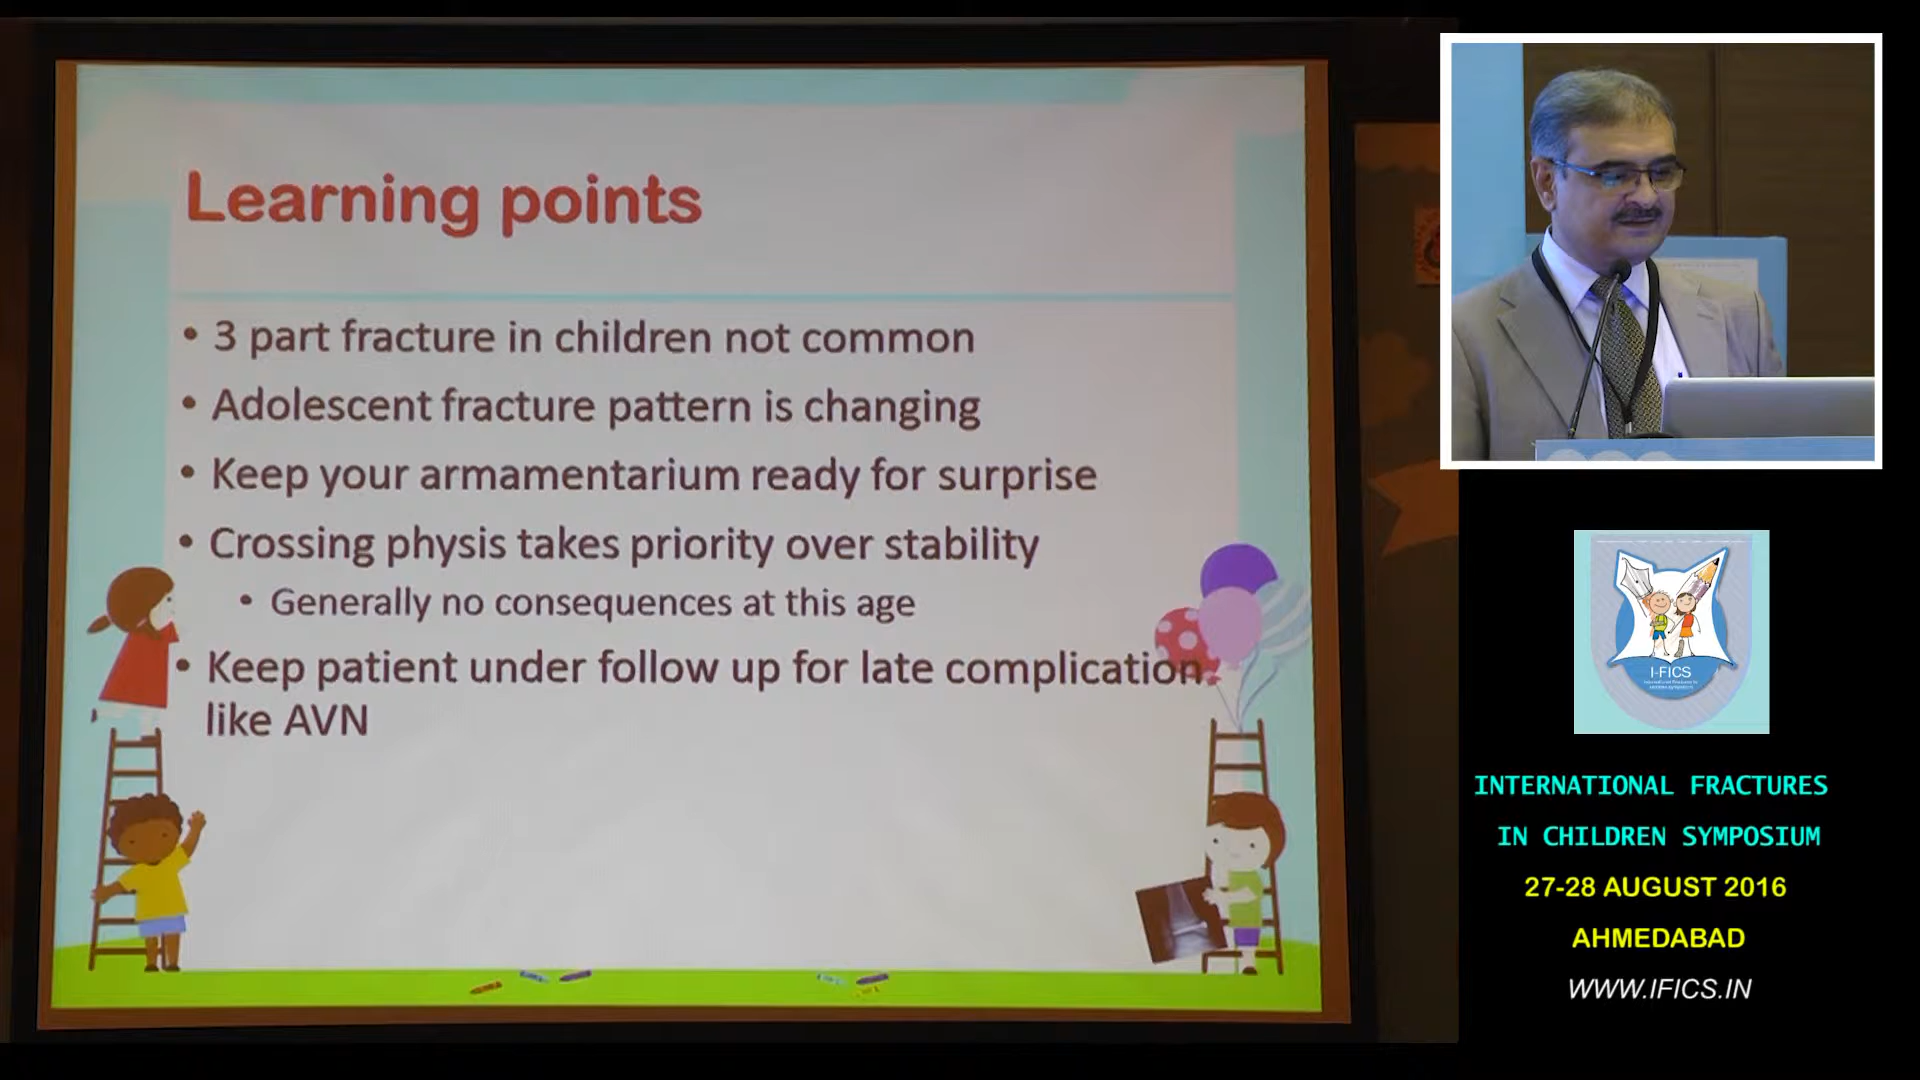 Learning points
• 3 part fracture in children not common
• Adolescent fracture pattern is changing
• Keep your armamentarium ready for surprise
• Crossing physis takes priority over stability
• Generally no consequences at this age
• Keep patient under follow up for late complication
like AVN
I-FICS
INTERNATIONAL FRACTURES
IN CHILDREN SYMPOSIUM
27-28 AUGUST 2016
AHMEDABAD
WWW.IFICS.IN